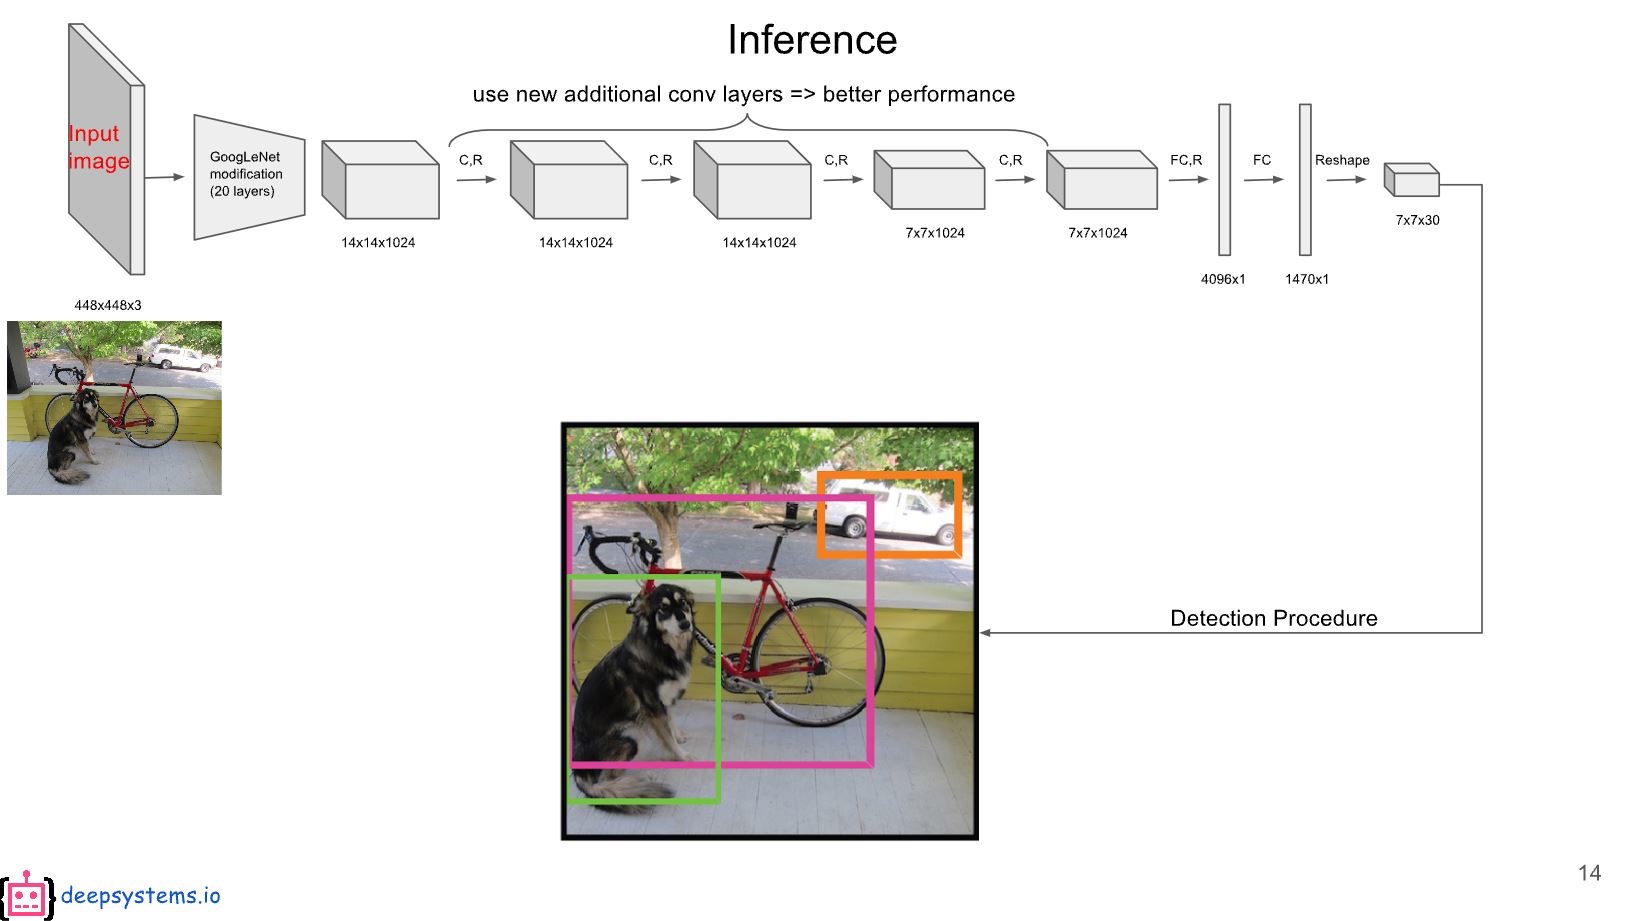 Inference
use new additional conv layers => better performance
Input
image
GoogLeNet
modification
(20 layers)
C,R
C,R
C,R
C,R
FC,R
FC
Reshape
448x448x3
14x14x1024
14x14x1024
14x14x1024
7x7x1024
7x7x1024
4096x1
1470x1
7x7x30
Detection Procedure
deepsystems.io
14